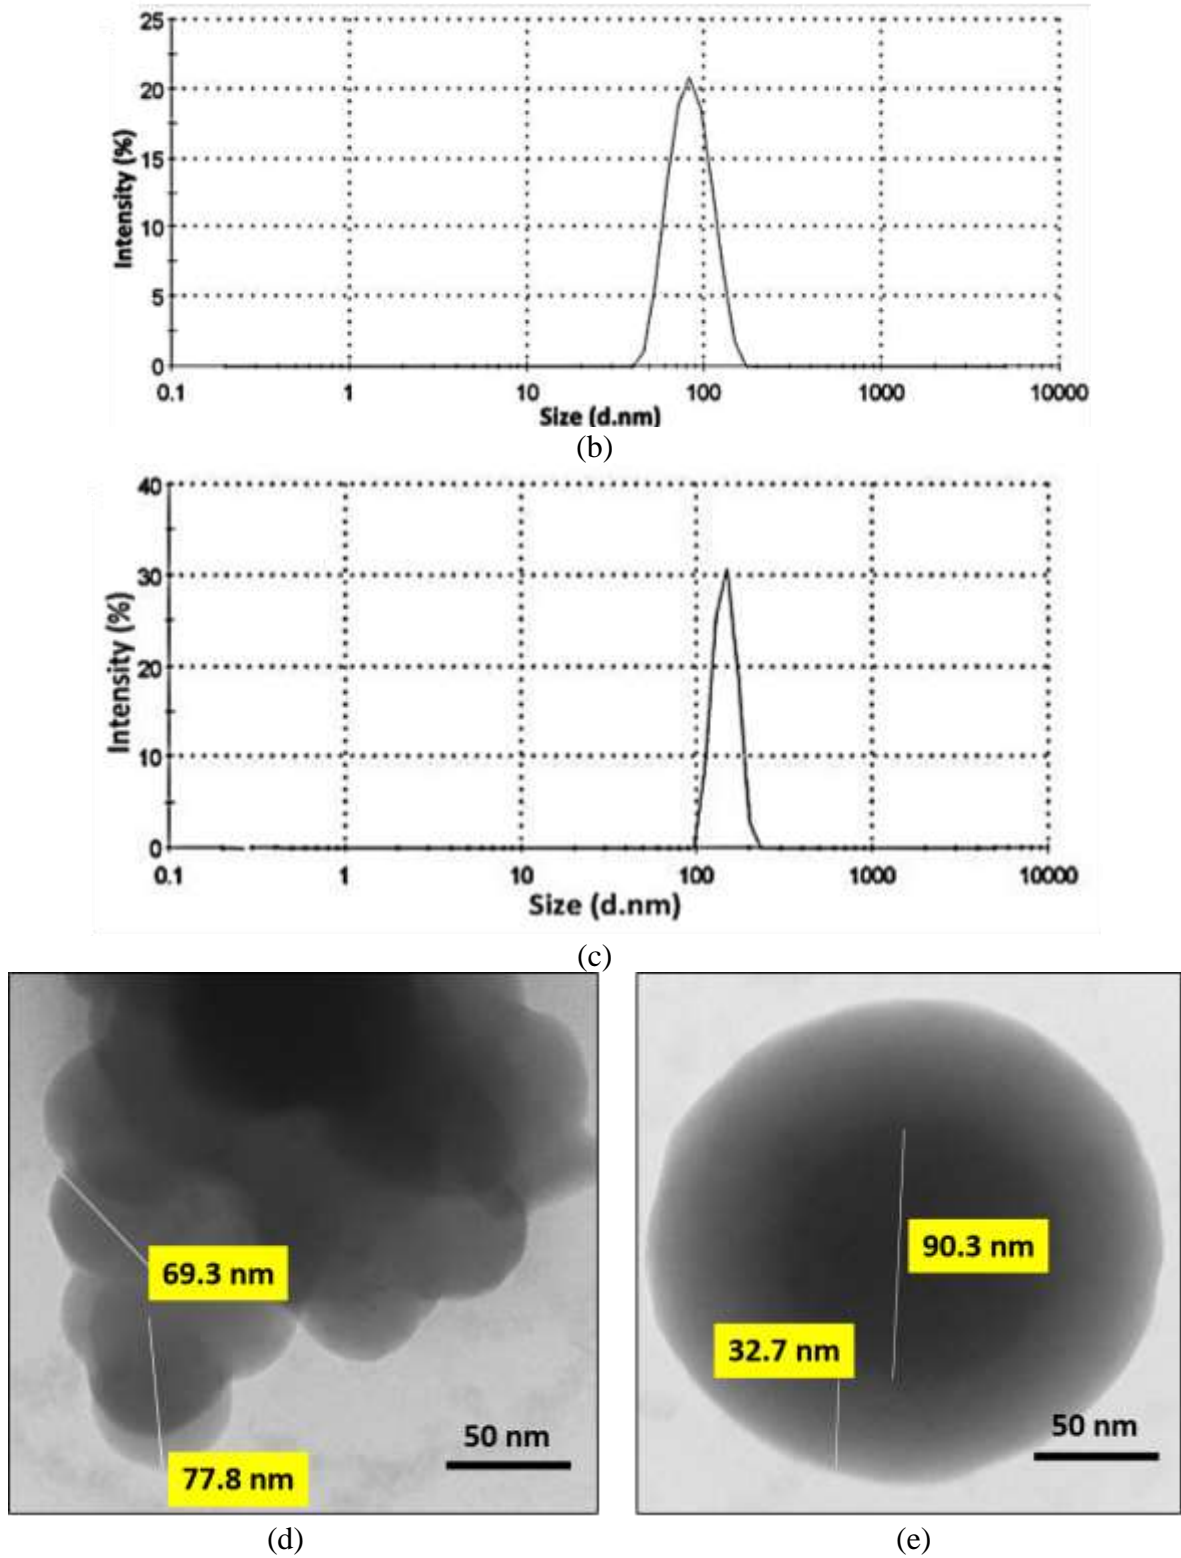 25
20
15
10
5
0
Intensity (%)
0.1 1 10 100 1000 10000
Size (d.nm)
(b)
40
30
20
10
0
Intensity (%)
0.1 1 10 100 1000 10000
Size (d.nm)
(c)
69.3 nm
50 nm
77.8 nm
90.3 nm
32.7 nm
50 nm
(d) (e)